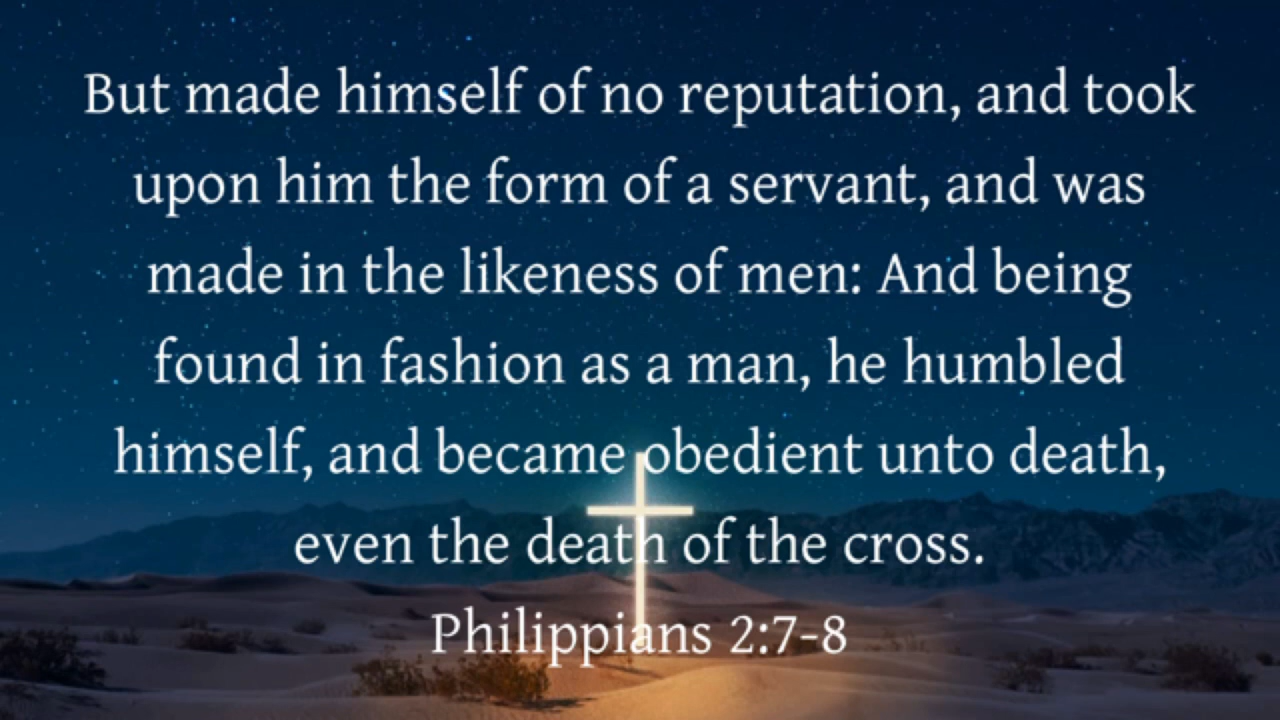 But made himself of no reputation, and took
upon him the form of a servant, and was
made in the likeness of men: And being
found in fashion as a man, he humbled
himself, and became obedient unto death,
even the death of the cross.
Philippians 2:7-8